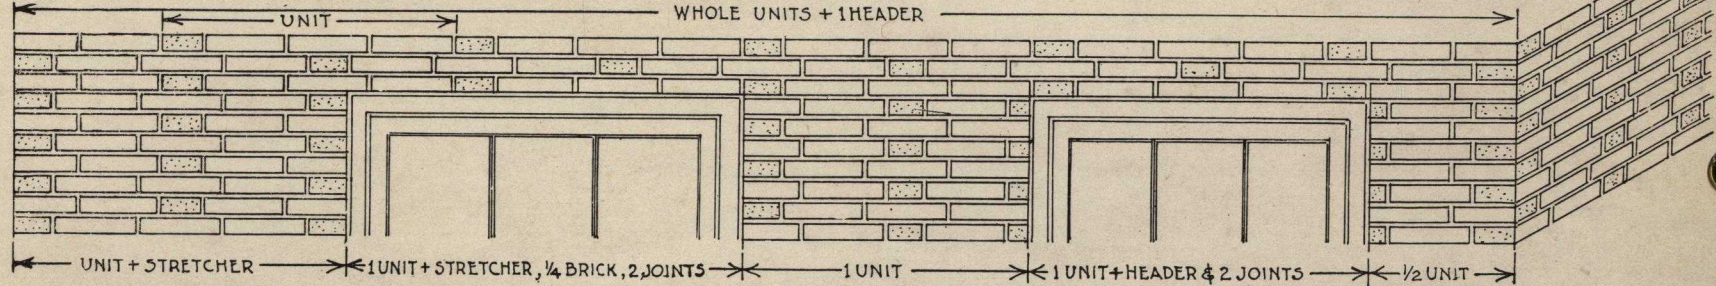 WHOLE UNITS + 1 HEADER
UNIT
UNIT + STRETCHER
1 UNIT + STRETCHER, ¼ BRICK, 2 JOINTS
1 UNIT
1 UNIT + HEADER & 2 JOINTS
½ UNIT